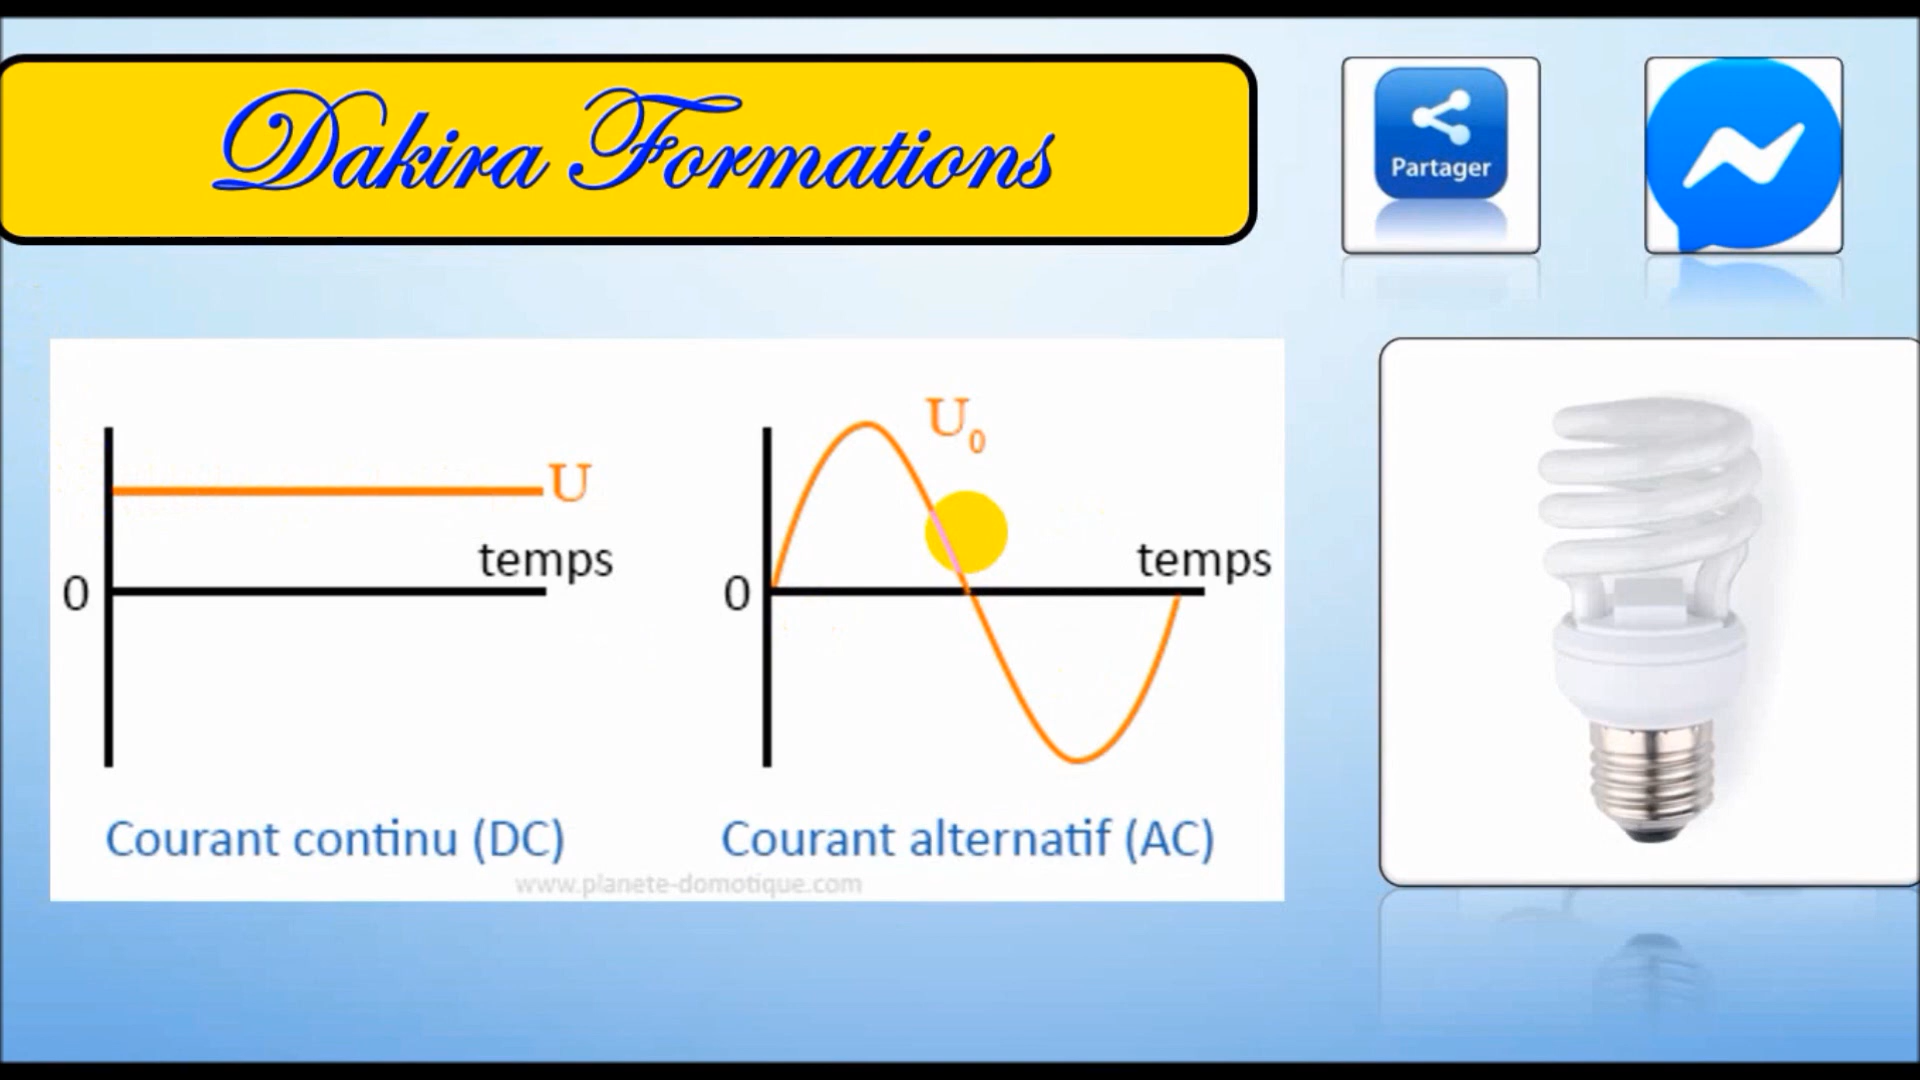 Dakira Formations
Partager
U
temps
0
Courant continu (DC)
U0
temps
0
Courant alternatif (AC)
www.planete-domotique.com